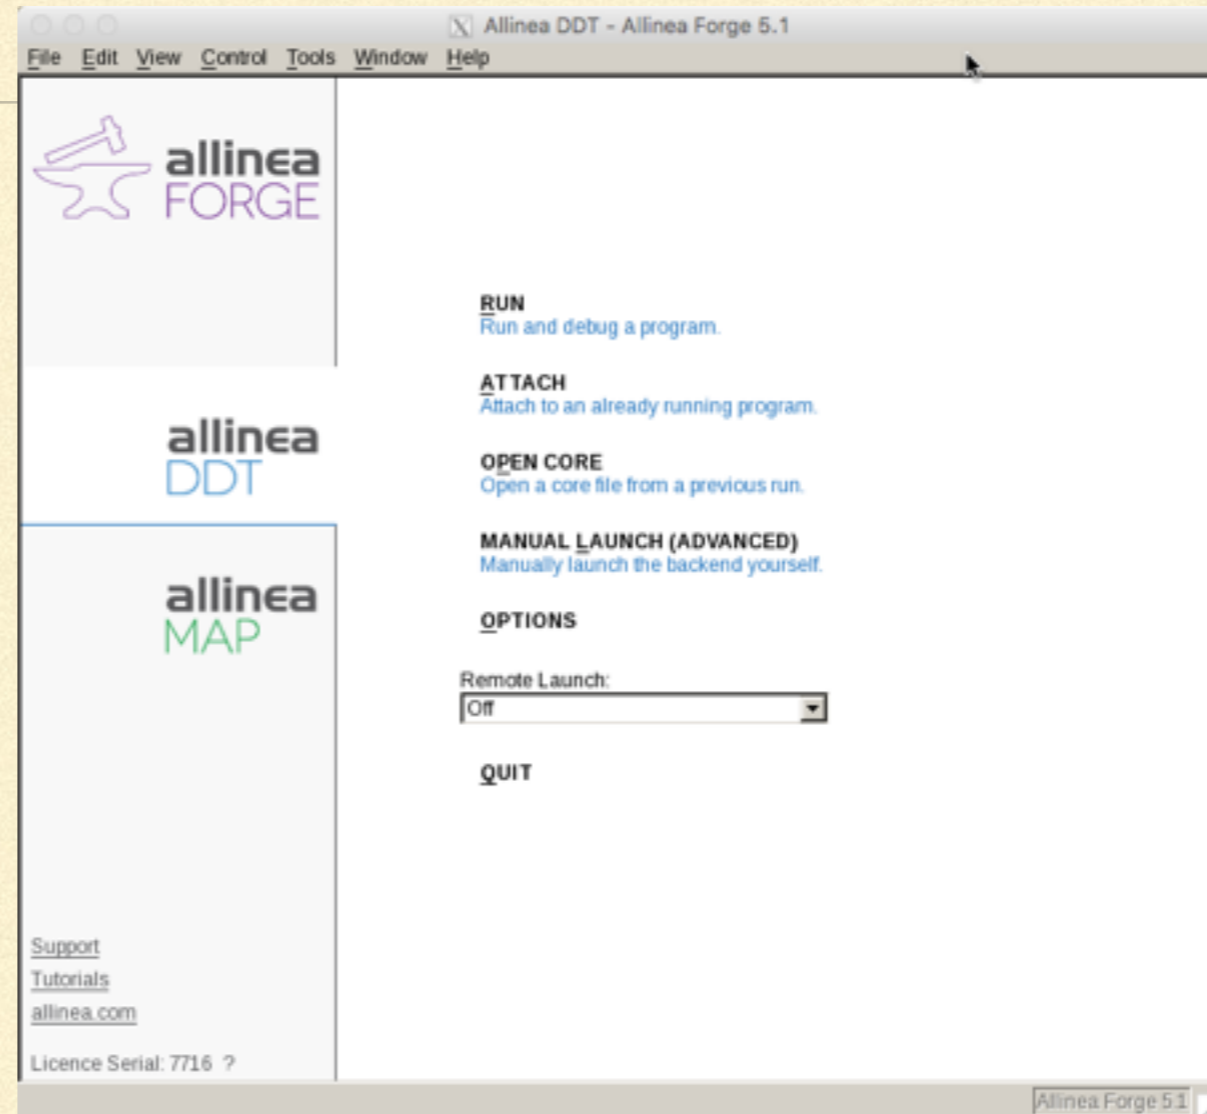 Allinea DDT - Allinea Forge 5.1
File Edit View Control Tools Window Help
allinea
FORGE
RUN
Run and debug a program.
ATTACH
Attach to an already running program.
allinea
DDT
OPEN CORE
Open a core file from a previous run.
MANUAL LAUNCH (ADVANCED)
Manually launch the backend yourself.
allinea
MAP
OPTIONS
Remote Launch:
Off
QUIT
Support
Tutorials
allinea.com
Licence Serial: 7716 ?
Allinea Forge 5.1